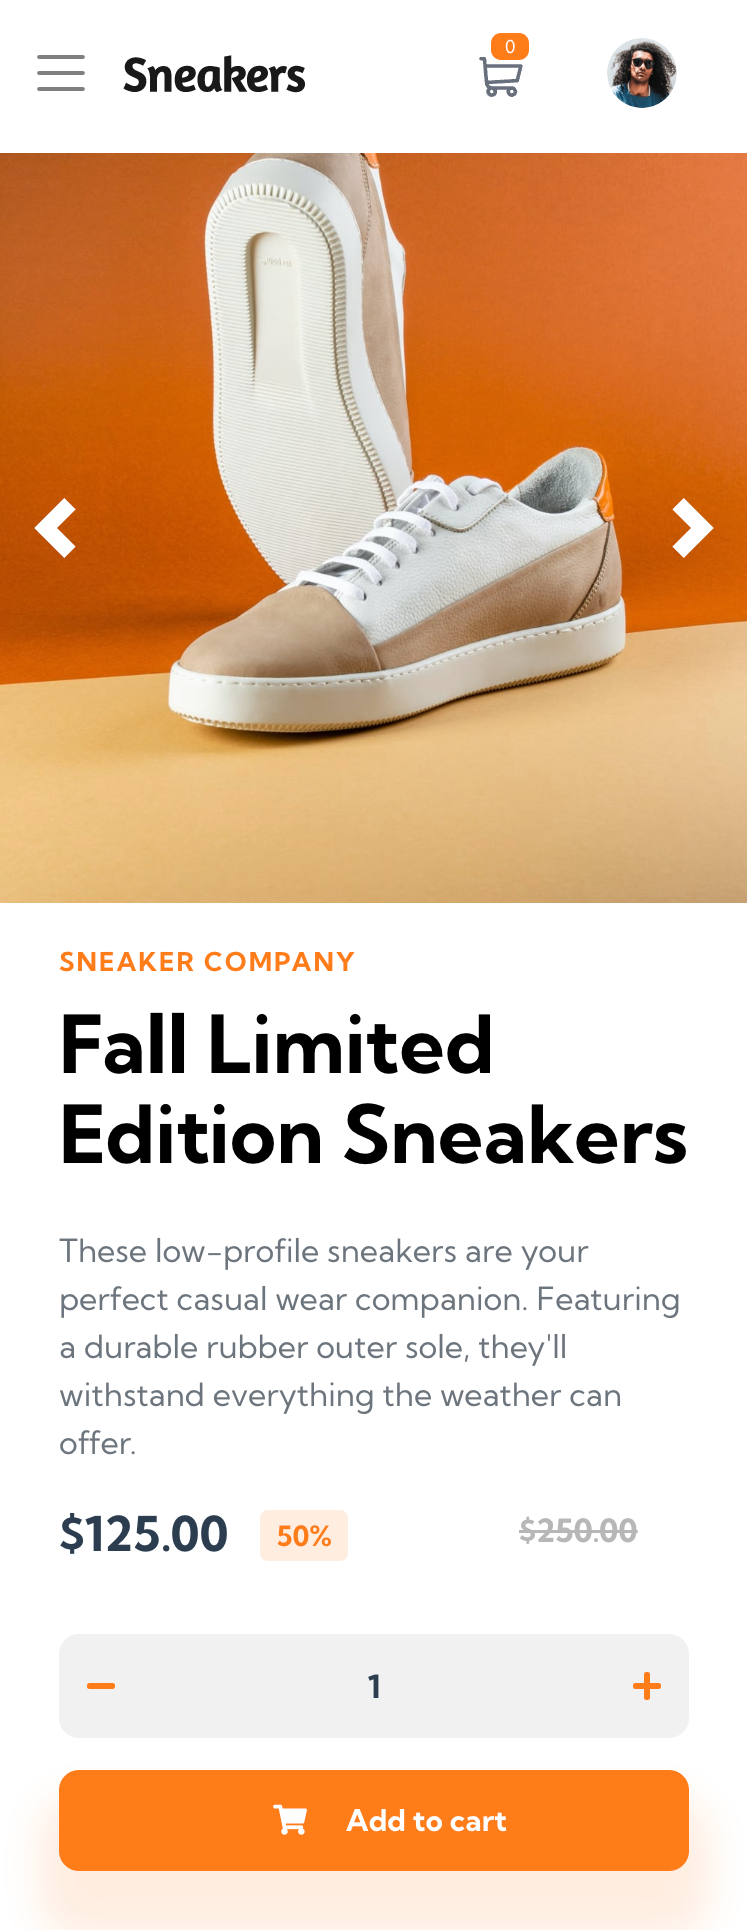 0
Sneakers
SNEAKER COMPANY
Fall Limited
Edition Sneakers
These low-profile sneakers are your
perfect casual wear companion. Featuring
a durable rubber outer sole, they'll
withstand everything the weather can
offer.
$125.00 50% $250.00
1
Add to cart